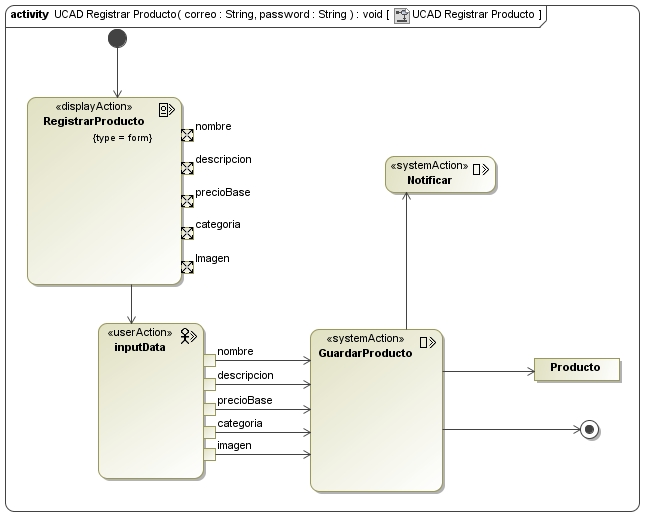 activity UCAD Registrar Producto( correo : String, password : String ) : void [ UCAD Registrar Producto ]
«displayAction»
RegistrarProducto
{type = form}
nombre
descripcion
precioBase
categoria
Imagen
«systemAction»
Notificar
«userAction»
inputData
nombre
descripcion
precioBase
categoria
imagen
«systemAction»
GuardarProducto
Producto